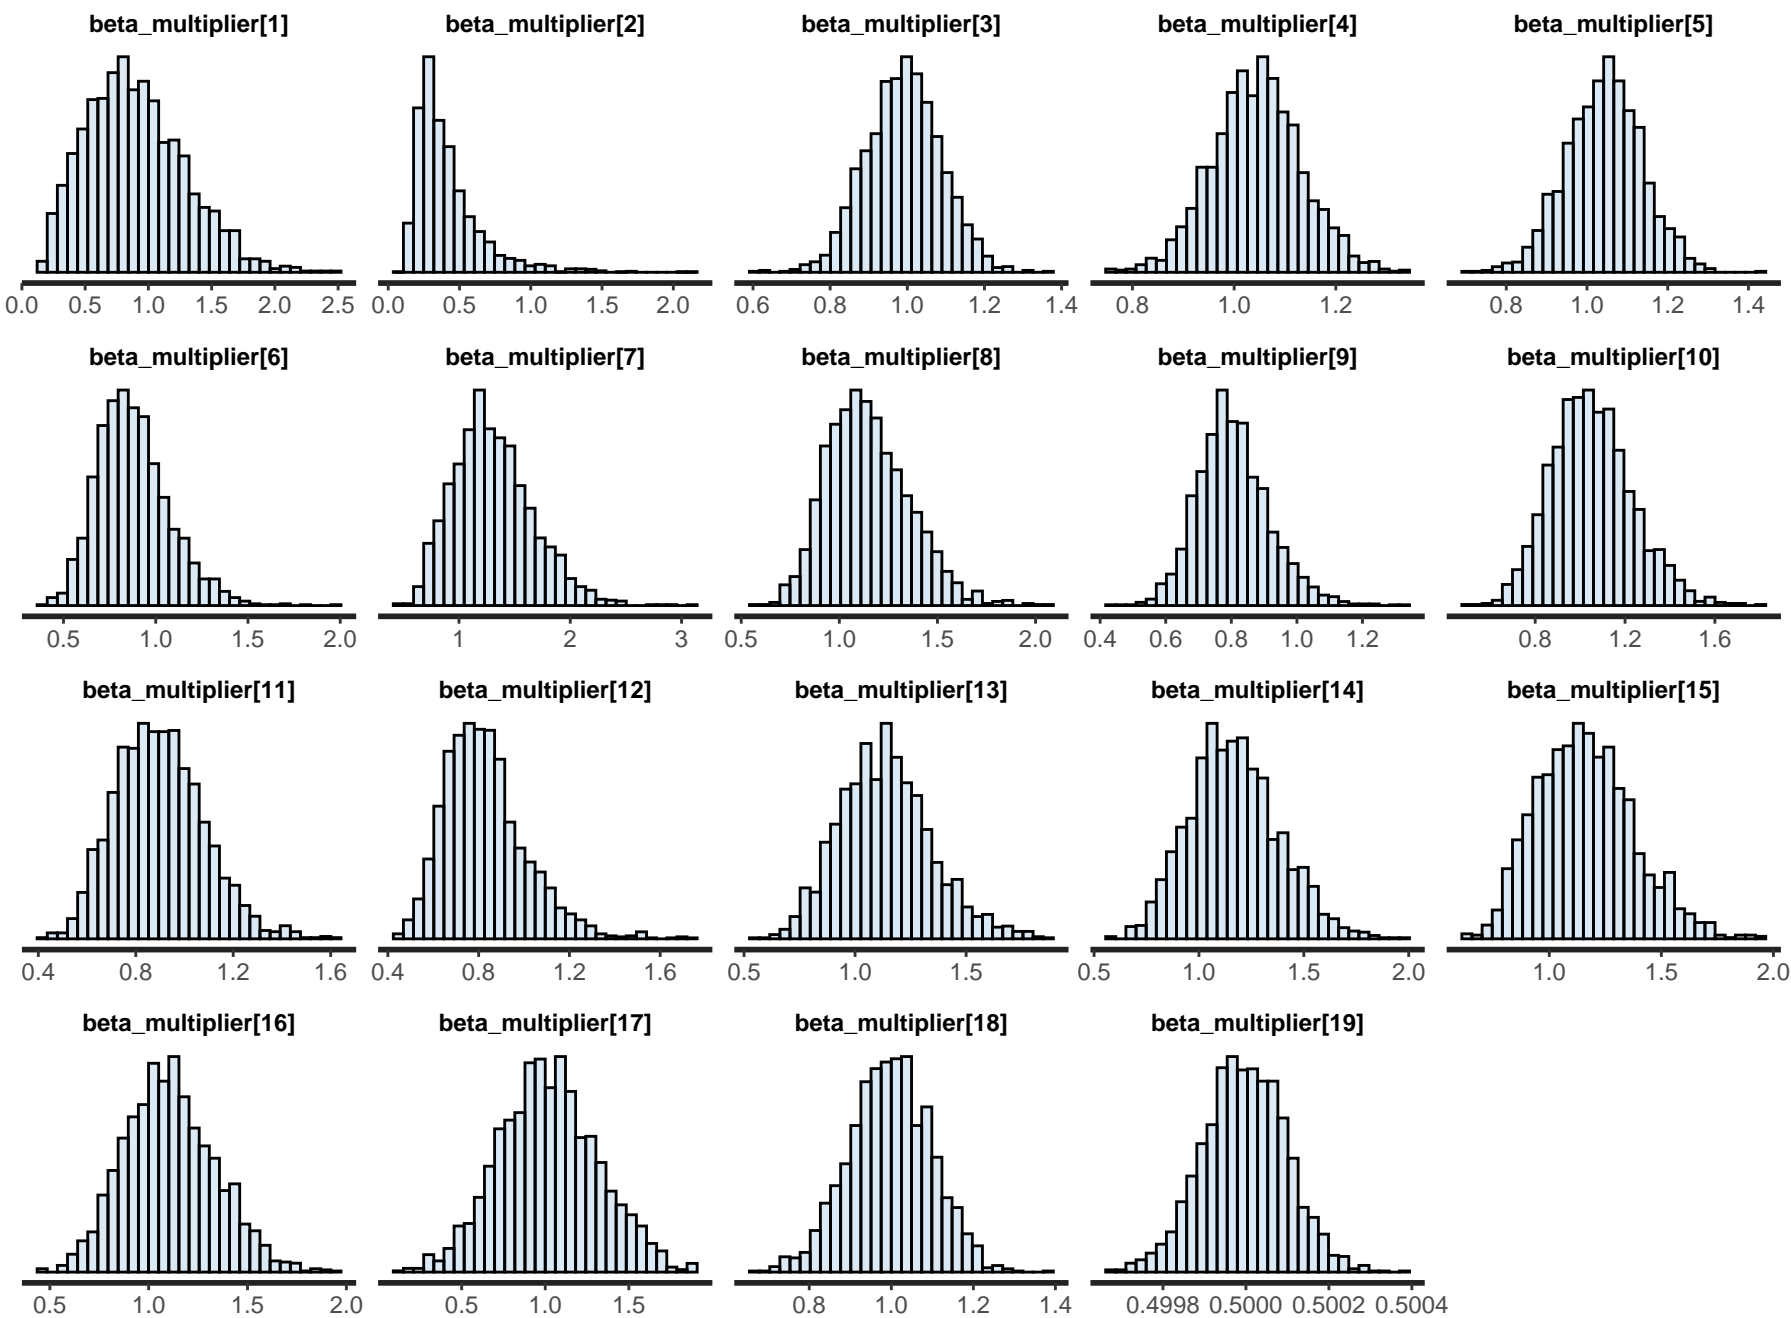 beta_multiplier[1] beta_multiplier[2] beta_multiplier[3] beta_multiplier[4] beta_multiplier[5]
0.0 0.5 1.0 1.5 2.0 2.5 0.0 0.5 1.0 1.5 2.0 0.6 0.8 1.0 1.2 1.4 0.8 1.0 1.2 0.8 1.0 1.2 1.4
beta_multiplier[6] beta_multiplier[7] beta_multiplier[8] beta_multiplier[9] beta_multiplier[10]
0.5 1.0 1.5 2.0 1 2 3 0.5 1.0 1.5 2.0 0.4 0.6 0.8 1.0 1.2 0.8 1.2 1.6
beta_multiplier[11] beta_multiplier[12] beta_multiplier[13] beta_multiplier[14] beta_multiplier[15]
0.4 0.8 1.2 1.6 0.4 0.8 1.2 1.6 0.5 1.0 1.5 0.5 1.0 1.5 2.0 1.0 1.5 2.0
beta_multiplier[16] beta_multiplier[17] beta_multiplier[18] beta_multiplier[19]
0.5 1.0 1.5 2.0 0.5 1.0 1.5 0.8 1.0 1.2 1.4 0.4998 0.5000 0.5002 0.5004